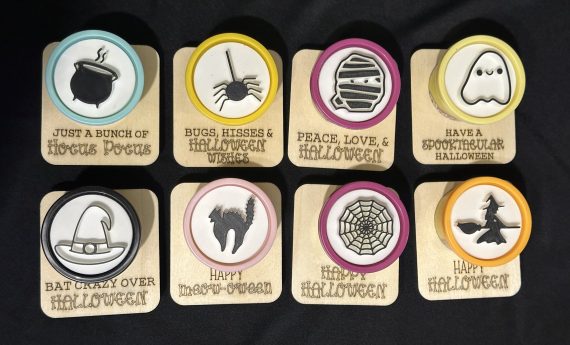 JUST A BUNCH OF
Hocus Pocus
BUGS, HISSES &
HALLOWEEN
WISHES
PEACE, LOVE, &
HALLOWEEN
HAVE A
SPOOKTACULAR
HALLOWEEN
BAT CRAZY OVER
HALLOWEEN
HAPPY
meow-oween
HAPPY
HALLOWEEN
HAPPY
HALLOWEEN